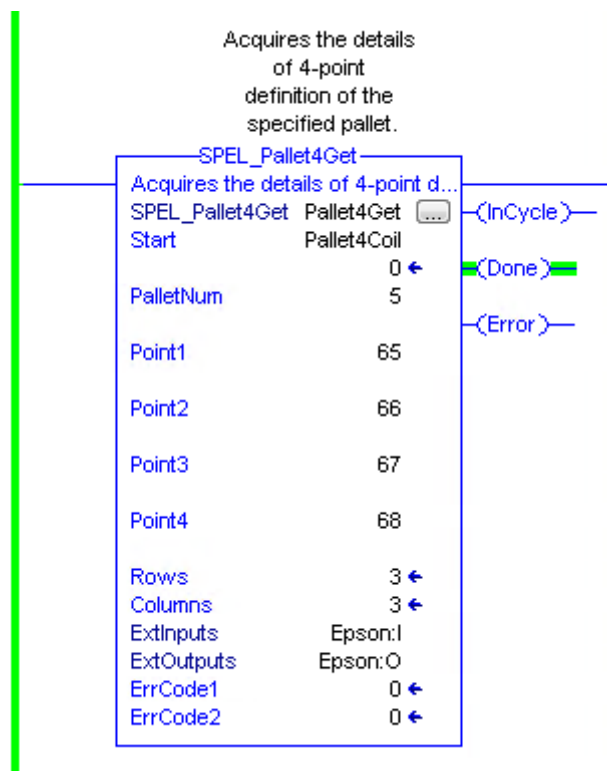 Acquires the details
of 4-point
definition of the
specified pallet.
SPEL_Pallet4Get
Acquires the details of 4-point d...
SPEL_Pallet4Get Pallet4Get ... (InCycle)
Start Pallet4Coil
0 (Done)
PalletNum 5
(Error)
Point1 65
Point2 66
Point3 67
Point4 68
Rows 3
Columns 3
ExtInputs Epson:I
ExtOutputs Epson:O
ErrCode1 0
ErrCode2 0